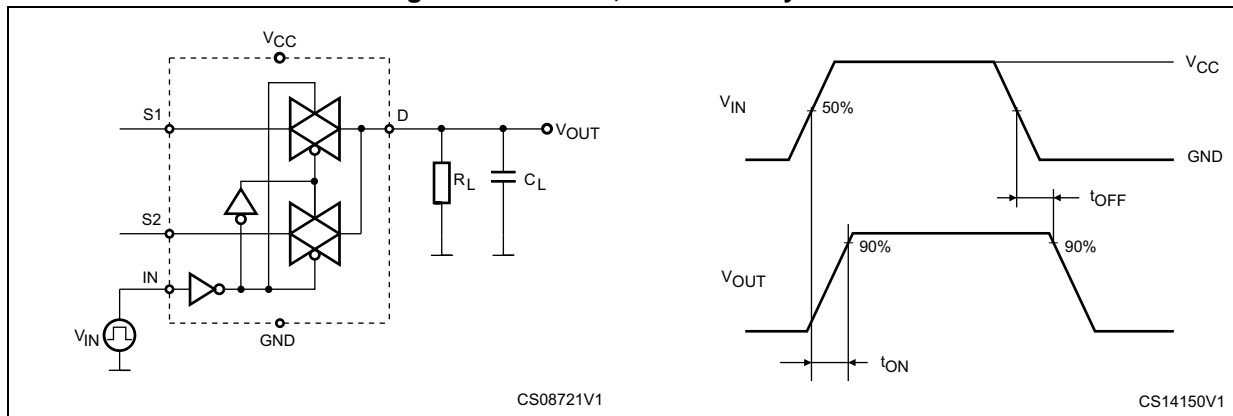 VCC
S1
D
VOUT
RL
CL
S2
IN
VIN
GND
CS08721V1
VCC
VIN
50%
GND
tOFF
90%
90%
VOUT
tON
CS14150V1